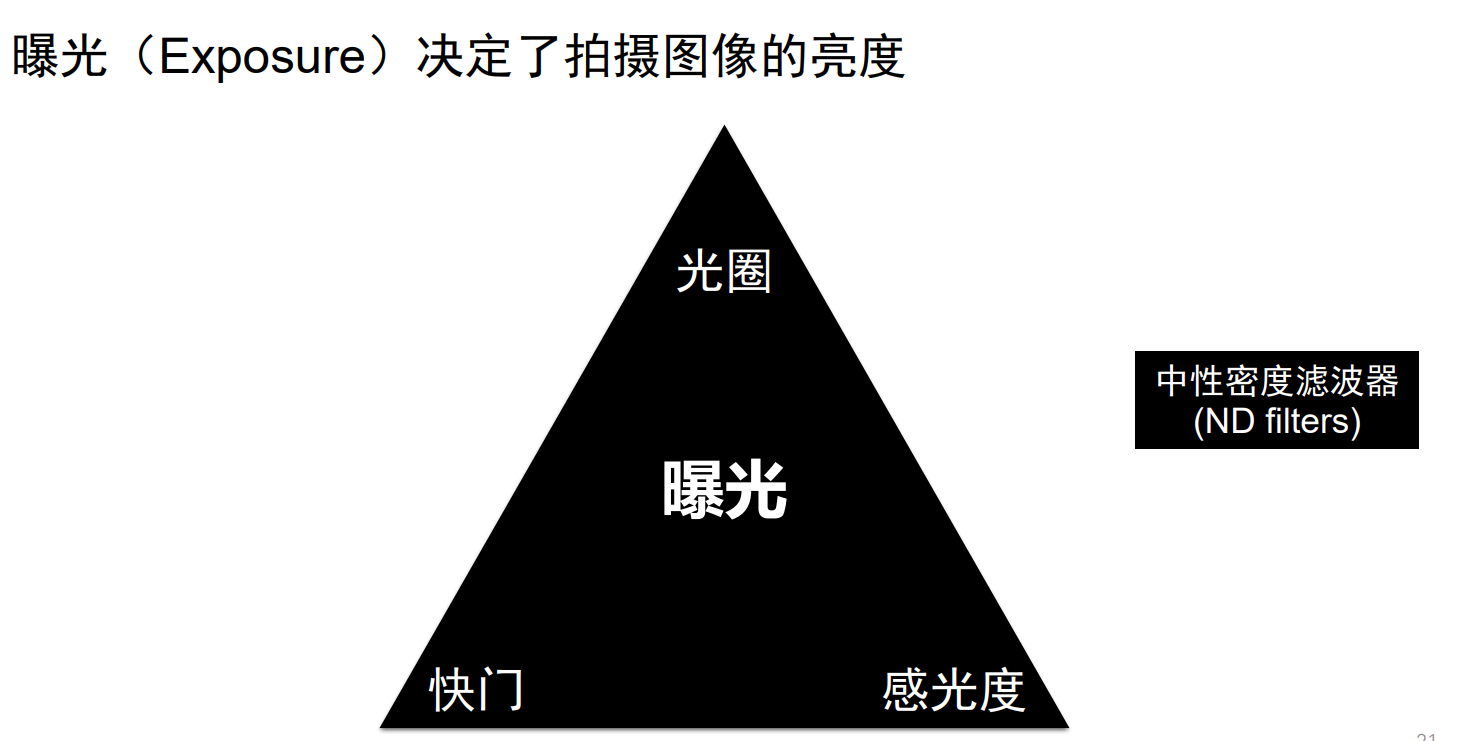 曝光（Exposure）决定了拍摄图像的亮度
光圈
中性密度滤波器
(ND filters)
曝光
快门
感光度
21